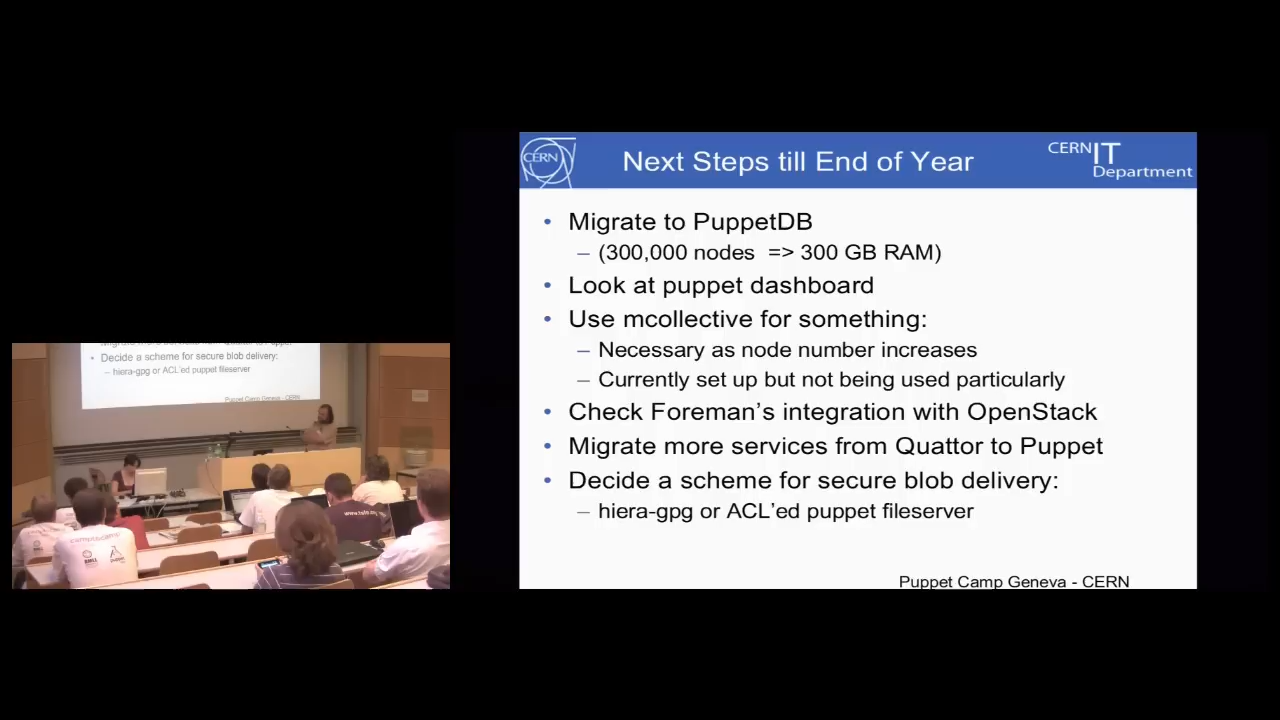 CERN
Next Steps till End of Year
CERN IT
Department
• Migrate to PuppetDB
– (300,000 nodes => 300 GB RAM)
• Look at puppet dashboard
• Use mcollective for something:
– Necessary as node number increases
– Currently set up but not being used particularly
• Check Foreman's integration with OpenStack
• Migrate more services from Quattor to Puppet
• Decide a scheme for secure blob delivery:
– hiera-gpg or ACL'ed puppet fileserver
Puppet Camp Geneva - CERN
• Decide a scheme for secure blob delivery:
– hiera-gpg or ACL'ed puppet fileserver
Puppet Camp Geneva - CERN